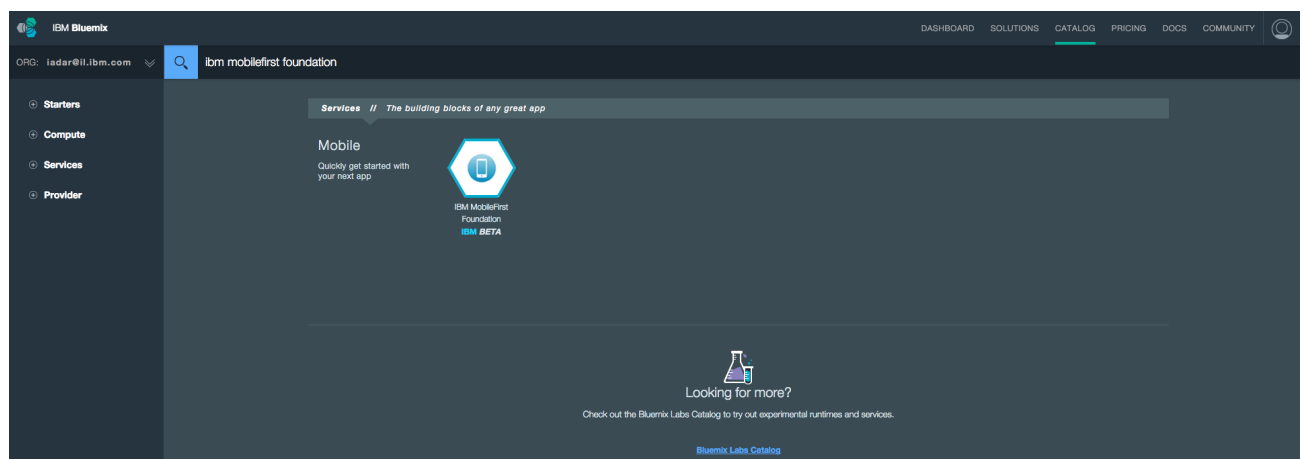 IBM Bluemix
DASHBOARD SOLUTIONS CATALOG PRICING DOCS COMMUNITY
ORG: iadar@il.ibm.com
ibm mobilefirst foundation
Starters
Compute
Services
Provider
Services // The building blocks of any great app
Mobile
Quickly get started with
your next app
IBM MobileFirst
Foundation
IBM BETA
Looking for more?
Check out the Bluemix Labs Catalog to try out experimental runtimes and services.
Bluemix Labs Catalog